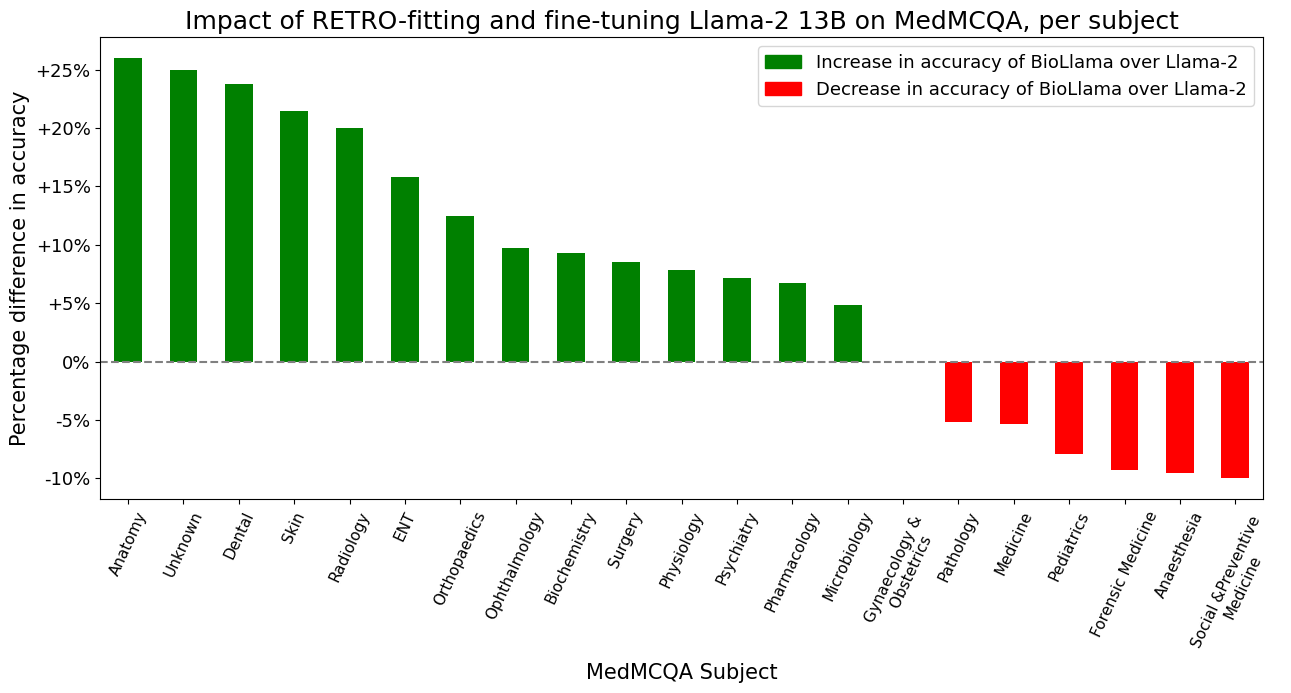 Impact of RETRO-fitting and fine-tuning Llama-2 13B on MedMCQA, per subject
Increase in accuracy of BioLlama over Llama-2
Decrease in accuracy of BioLlama over Llama-2
Percentage difference in accuracy
+25%
+20%
+15%
+10%
+5%
0%
-5%
-10%
Anatomy
Unknown
Dental
Skin
Radiology
ENT
Orthopaedics
Ophthalmology
Biochemistry
Surgery
Physiology
Psychiatry
Pharmacology
Microbiology
Gynaecology &
Obstetrics
Pathology
Medicine
Pediatrics
Forensic Medicine
Anaesthesia
Social &Preventive
Medicine
MedMCQA Subject